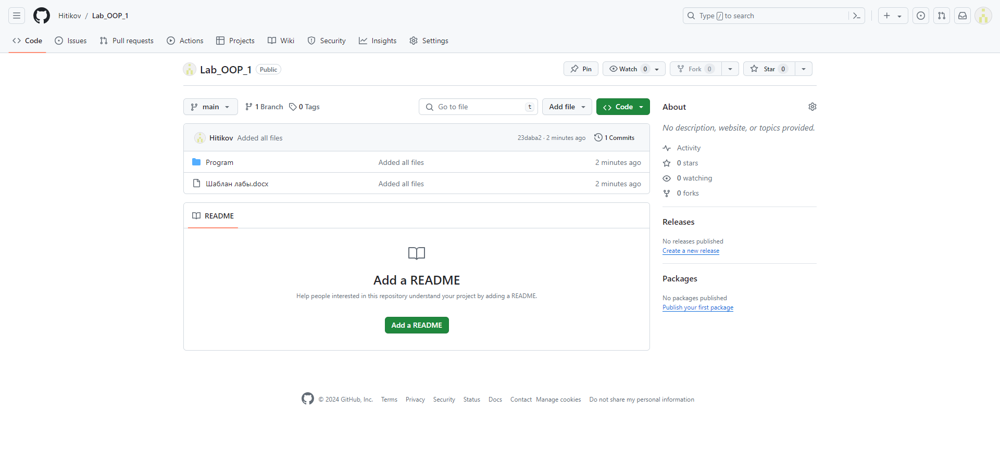 Hitikov / Lab_OOP_1
Type / to search
Code Issues Pull requests Actions Projects Wiki Security Insights Settings
Lab_OOP_1 Public
Pin Watch 0 Fork 0 Star 0
main 1 Branch 0 Tags Go to file t Add file Code
Hitikov Added all files 23daba2 · 2 minutes ago 1 Commits
Program Added all files 2 minutes ago
Шаблан лабы.docx Added all files 2 minutes ago
README
Add a README
Help people interested in this repository understand your project by adding a README.
Add a README
About
No description, website, or topics provided.
Activity
0 stars
0 watching
0 forks
Releases
No releases published
Create a new release
Packages
No packages published
Publish your first package
© 2024 GitHub, Inc. Terms Privacy Security Status Docs Contact Manage cookies Do not share my personal information